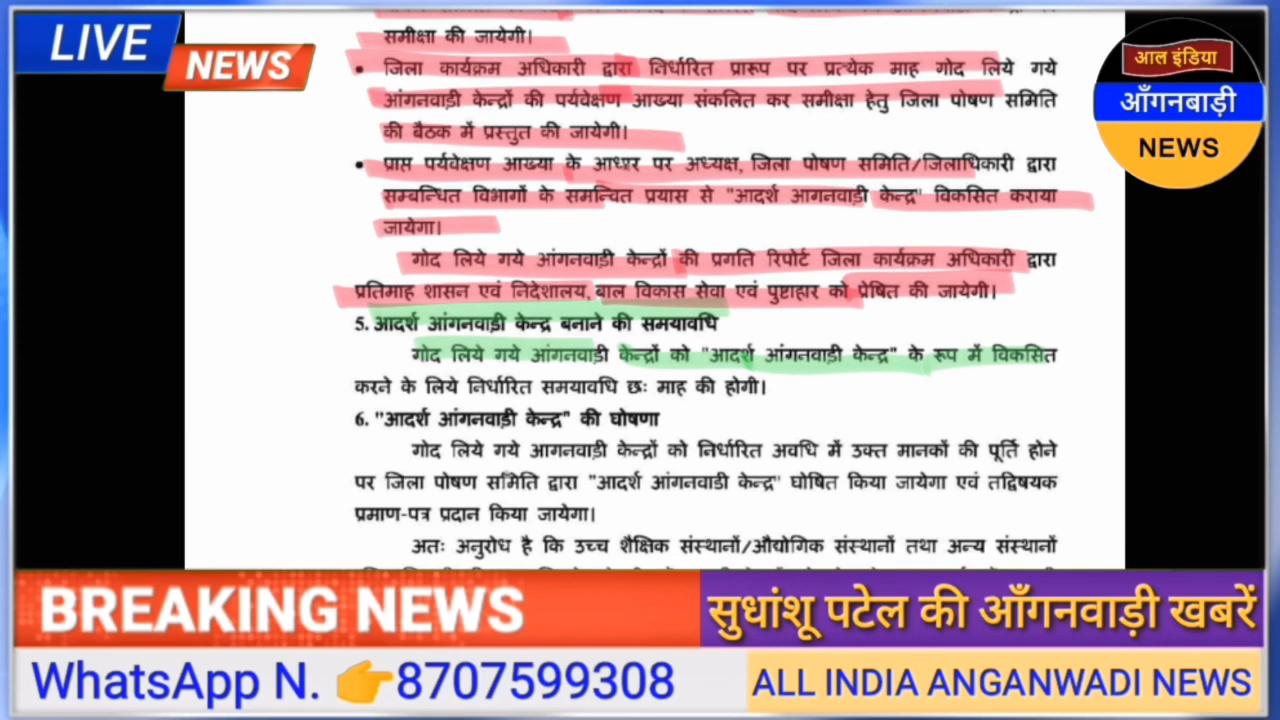 LIVE
NEWS
समीक्षा की जायेगी।
• जिला कार्यक्रम अधिकारी द्वारा निर्धारित प्रारूप पर प्रत्येक माह गोद लिये गये
आंगनवाड़ी केन्द्रों की पर्यवेक्षण आख्या संकलित कर समीक्षा हेतु जिला पोषण समिति
की बैठक में प्रस्तुत की जायेगी।
• प्राप्त पर्यवेक्षण आख्या के आधार पर अध्यक्ष, जिला पोषण समिति/जिलाधिकारी द्वारा
सम्बन्धित विभागों के समन्वित प्रयास से "आदर्श आगनवाड़ी केन्द्र" विकसित कराया
जायेगा।
गोद लिये गये आंगनवाड़ी केन्द्रों की प्रगति रिपोर्ट जिला कार्यक्रम अधिकारी द्वारा
प्रतिमाह शासन एवं निदेशालय, बाल विकास सेवा एवं पुष्टाहार को प्रेषित की जायेगी।
5. आदर्श आंगनवाड़ी केन्द्र बनाने की समयावधि
गोद लिये गये आंगनवाड़ी केन्द्रों को "आदर्श आंगनवाड़ी केन्द्र" के रूप में विकसित
करने के लिये निर्धारित समयावधि छः माह की होगी।
6. "आदर्श आंगनवाड़ी केन्द्र" की घोषणा
गोद लिये गये आगनवाड़ी केन्द्रों को निर्धारित अवधि में उक्त मानकों की पूर्ति होने
पर जिला पोषण समिति द्वारा "आदर्श आंगनवाडी केन्द्र" घोषित किया जायेगा एवं तद्विषयक
प्रमाण-पत्र प्रदान किया जायेगा।
अतः अनुरोध है कि उच्च शैक्षिक संस्थानों/औद्योगिक संस्थानों तथा अन्य संस्थानों
आल इंडिया
आँगनबाड़ी
NEWS
BREAKING NEWS
सुधांशू पटेल की आँगनवाड़ी खबरें
WhatsApp N. 👉8707599308
ALL INDIA ANGANWADI NEWS